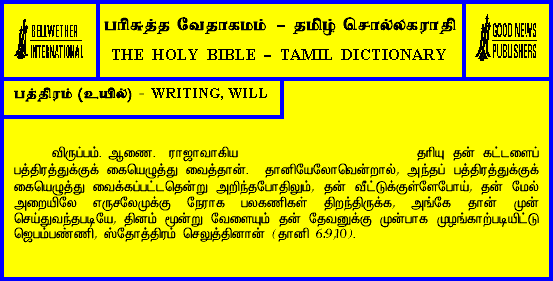 BELLWETHER
INTERNATIONAL
பரிசுத்த வேதாகமம் – தமிழ் சொல்லகராதி
THE HOLY BIBLE – TAMIL DICTIONARY
GOOD NEWS
PUBLISHERS
பத்திரம் (உயில்) - WRITING, WILL
விருப்பம். ஆணை. ராஜாவாகிய தரியு தன் கட்டளைப்
பத்திரத்துக்குக் கையெழுத்து வைத்தான். தானியேலோவென்றால், அந்தப் பத்திரத்துக்குக்
கையெழுத்து வைக்கப்பட்டதென்று அறிந்தபோதிலும், தன் வீட்டுக்குள்ளேபோய், தன் மேல்
அறையிலே எருசலேமுக்கு நேராக பலகணிகள் திறந்திருக்க, அங்கே தான் முன்
செய்துவந்தபடியே, தினம் மூன்று வேளையும் தன் தேவனுக்கு முன்பாக முழங்காற்படியிட்டு
ஜெபம்பண்ணி, ஸ்தோத்திரம் செலுத்தினான் (தானி 6:9,10).